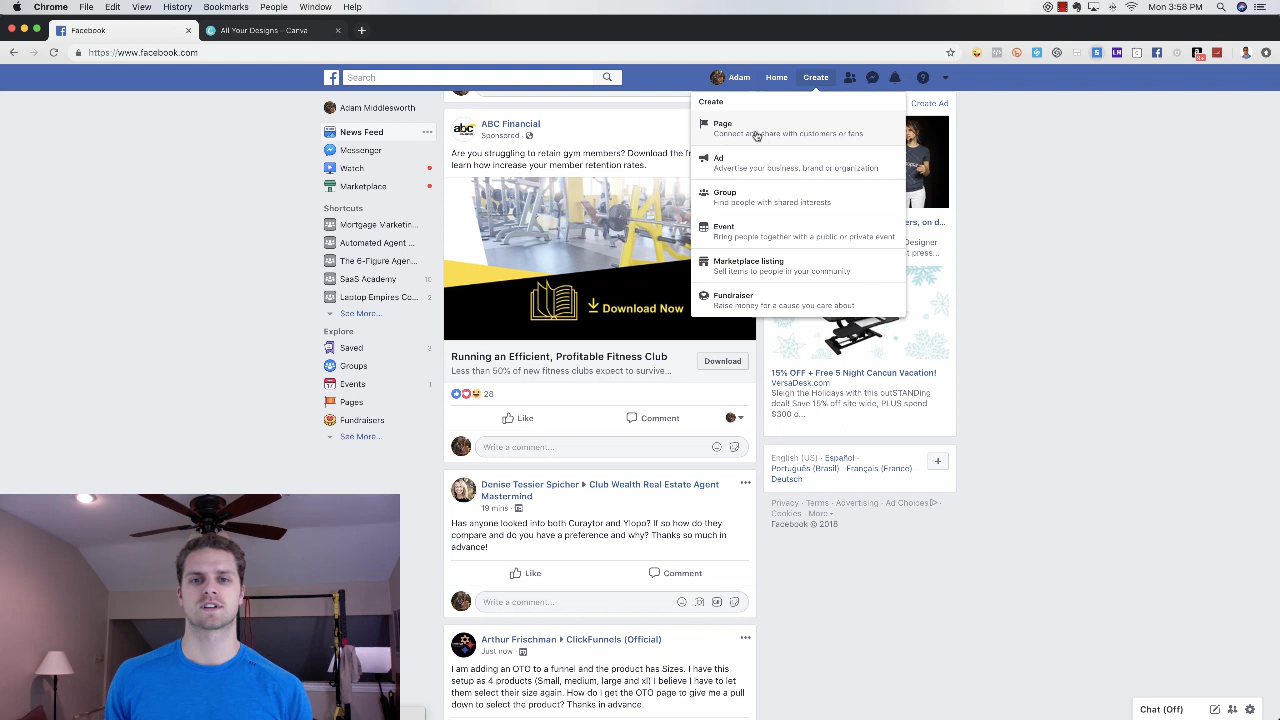 Chrome File Edit View History Bookmarks People Window Help
Mon 3:58 PM
Facebook
All Your Designs – Canva
https://www.facebook.com
Search
Adam Home Create
Adam Middlesworth
News Feed
Messenger
Watch
Marketplace
Shortcuts
Mortgage Marketin...
Automated Agent ...
The 6-Figure Agen...
SaaS Academy 10
Laptop Empires Co... 2
See More...
Explore
Saved 3
Groups
Events 1
Pages
Fundraisers
See More...
abc
ABC Financial
Sponsored ·
Are you struggling to retain gym members? Download the fr
learn how increase your member retention rates.
Download Now
Running an Efficient, Profitable Fitness Club
Less than 50% of new fitness clubs expect to survive...
Download
28
Like Comment
Write a comment...
Denise Tessier Spicher Club Wealth Real Estate Agent
Mastermind
19 mins ·
Has anyone looked into both Curaytor and Ylopo? If so how do they
compare and do you have a preference and why? Thanks so much in
advance!
Like Comment
Write a comment...
Arthur Frischman ClickFunnels (Official)
Just now ·
I am adding an OTO to a funnel and the product has Sizes. I have this
setup as 4 products (Small, medium, large and xl) I believe I have to let
them select their size again. How do I get the OTO page to give me a pull
down to select the product? Thanks in advance.
Create
Page
Connect and share with customers or fans
Ad
Advertise your business, brand or organization
Group
Find people with shared interests
Event
Bring people together with a public or private event
Marketplace listing
Sell items to people in your community
Fundraiser
Raise money for a cause you care about
Create Ad
rs, on d...
Designer
et press...
15% OFF + Free 5 Night Cancun Vacation!
VersaDesk.com
Sleigh the Holidays with this outSTANDing
deal! Save 15% off site wide, PLUS spend
$300 o...
English (US) · Español ·
Português (Brasil) · Français (France) ·
Deutsch
Privacy · Terms · Advertising · Ad Choices ·
Cookies · More
Facebook © 2018
Chat (Off)